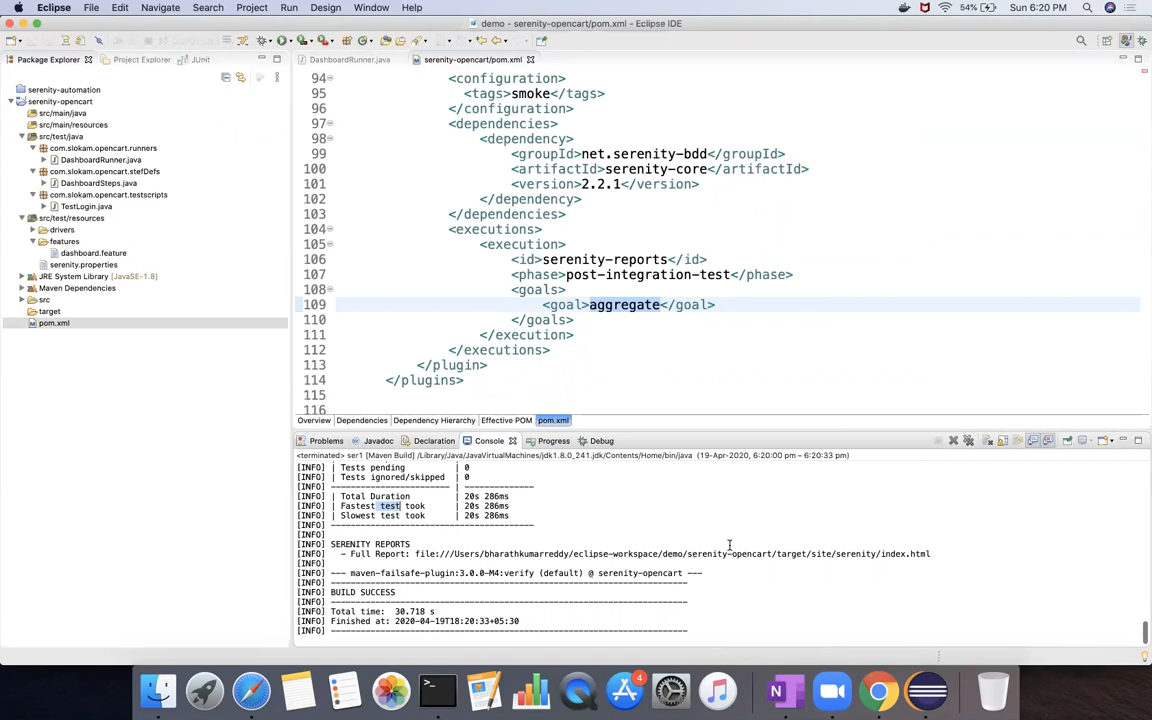 Eclipse File Edit Navigate Search Project Run Design Window Help 54% Sun 6:20 PM
demo - serenity-opencart/pom.xml - Eclipse IDE
Package Explorer Project Explorer JUnit
DashboardRunner.java serenity-opencart/pom.xml
serenity-automation
serenity-opencart
src/main/java
src/main/resources
src/test/java
com.slokam.opencart.runners
DashboardRunner.java
com.slokam.opencart.stefDefs
DashboardSteps.java
com.slokam.opencart.testscripts
TestLogin.java
src/test/resources
drivers
features
dashboard.feature
serenity.properties
JRE System Library [JavaSE-1.8]
Maven Dependencies
src
target
pom.xml
94 <configuration>
95 <tags>smoke</tags>
96 </configuration>
97 <dependencies>
98 <dependency>
99 <groupId>net.serenity-bdd</groupId>
100 <artifactId>serenity-core</artifactId>
101 <version>2.2.1</version>
102 </dependency>
103 </dependencies>
104 <executions>
105 <execution>
106 <id>serenity-reports</id>
107 <phase>post-integration-test</phase>
108 <goals>
109 <goal>aggregate</goal>
110 </goals>
111 </execution>
112 </executions>
113 </plugin>
114 </plugins>
115
116
Overview Dependencies Dependency Hierarchy Effective POM pom.xml
Problems Javadoc Declaration Console Progress Debug
<terminated> ser1 [Maven Build] /Library/Java/JavaVirtualMachines/jdk1.8.0_241.jdk/Contents/Home/bin/java (19-Apr-2020, 6:20:00 pm – 6:20:33 pm)
[INFO] | Tests pending | 0
[INFO] | Tests ignored/skipped | 0
[INFO] ------------------------- | ---------------
[INFO] | Total Duration | 20s 286ms
[INFO] | Fastest test took | 20s 286ms
[INFO] | Slowest test took | 20s 286ms
[INFO] ------------------------------------------
[INFO]
[INFO] SERENITY REPORTS
[INFO] - Full Report: file:///Users/bharathkumarreddy/eclipse-workspace/demo/serenity-opencart/target/site/serenity/index.html
[INFO]
[INFO] --- maven-failsafe-plugin:3.0.0-M4:verify (default) @ serenity-opencart ---
[INFO] ------------------------------------------------------------------------
[INFO] BUILD SUCCESS
[INFO] ------------------------------------------------------------------------
[INFO] Total time: 30.718 s
[INFO] Finished at: 2020-04-19T18:20:33+05:30
[INFO] ------------------------------------------------------------------------
4